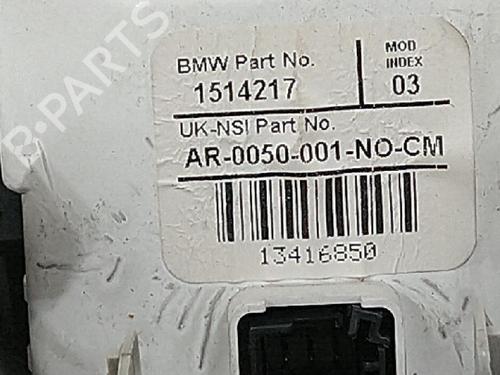 B-PARTS
BMW Part No.
1514217
MOD
INDEX
03
UK-NSI Part No.
AR-0050-001-NO-CM
13416850